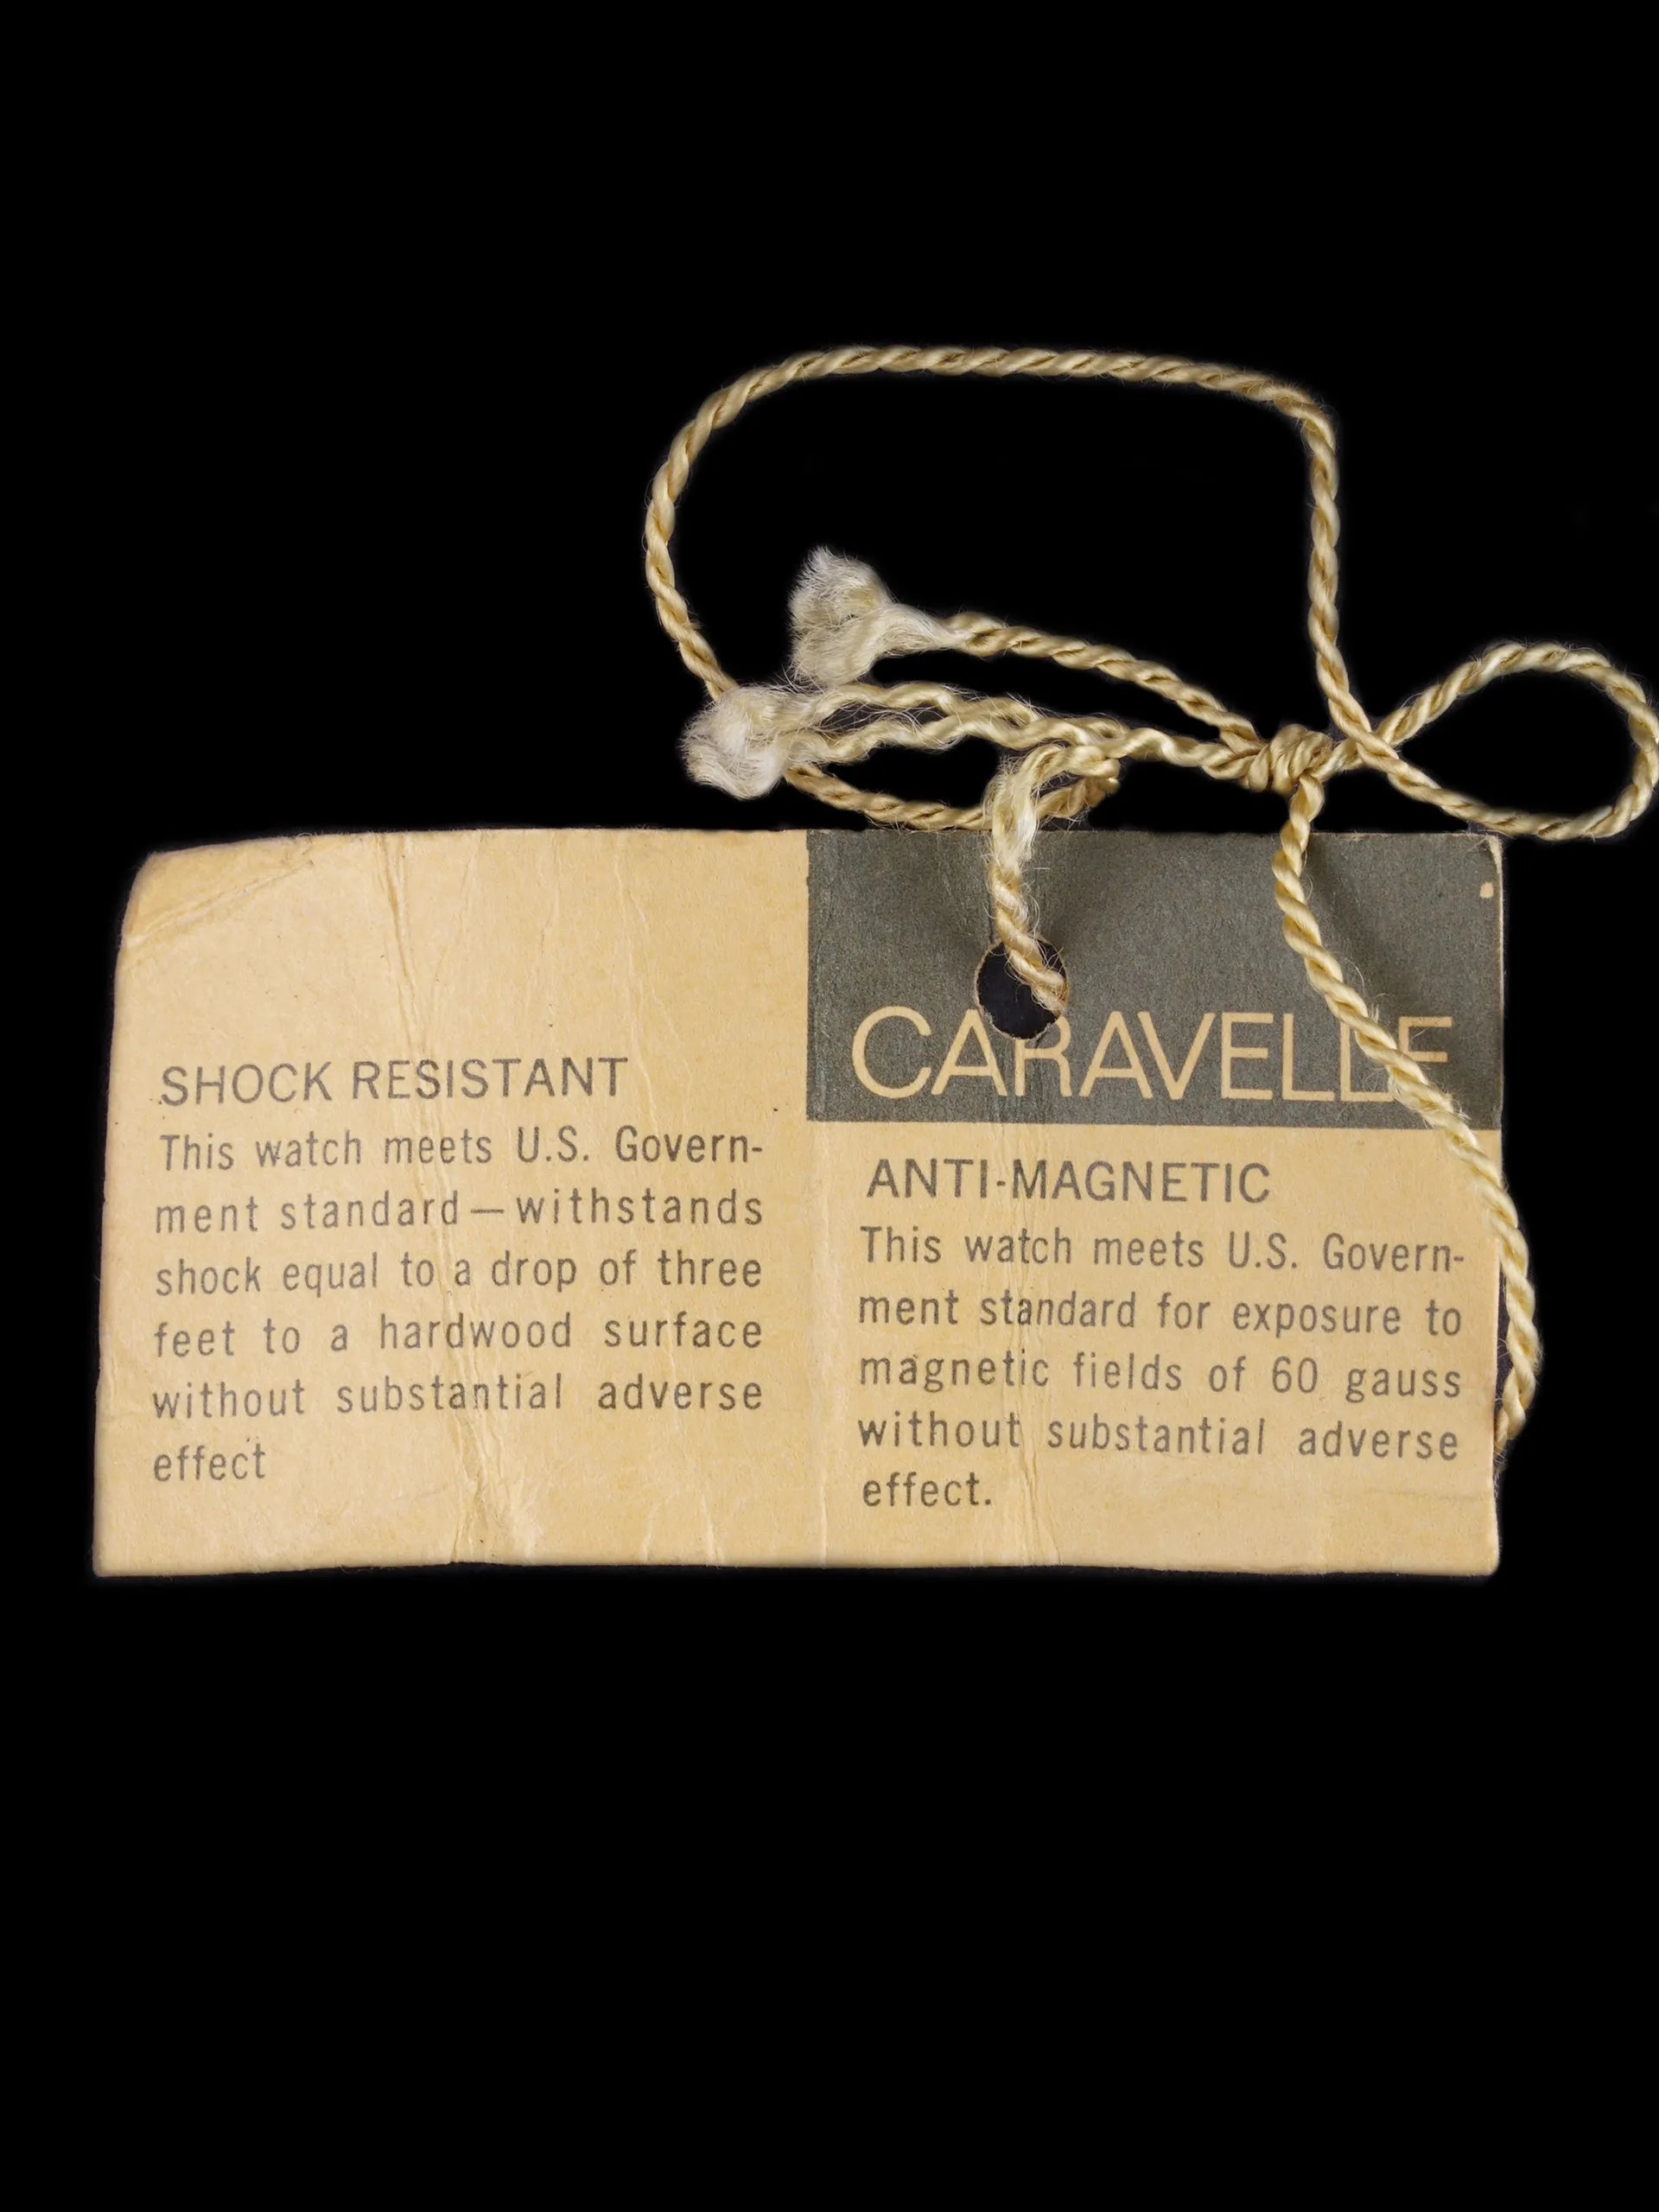 SHOCK RESISTANT
This watch meets U.S. Govern-
ment standard—withstands
shock equal to a drop of three
feet to a hardwood surface
without substantial adverse
effect
CARAVELLE
ANTI-MAGNETIC
This watch meets U.S. Govern-
ment standard for exposure to
magnetic fields of 60 gauss
without substantial adverse
effect.